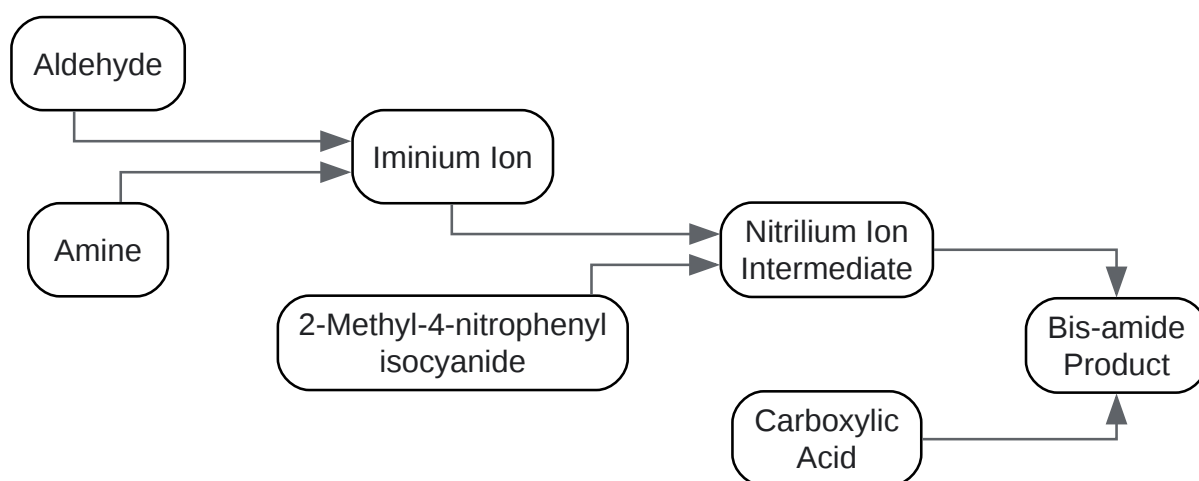 Aldehyde
Amine
Iminium Ion
2-Methyl-4-nitrophenyl
isocyanide
Nitrilium Ion
Intermediate
Carboxylic
Acid
Bis-amide
Product